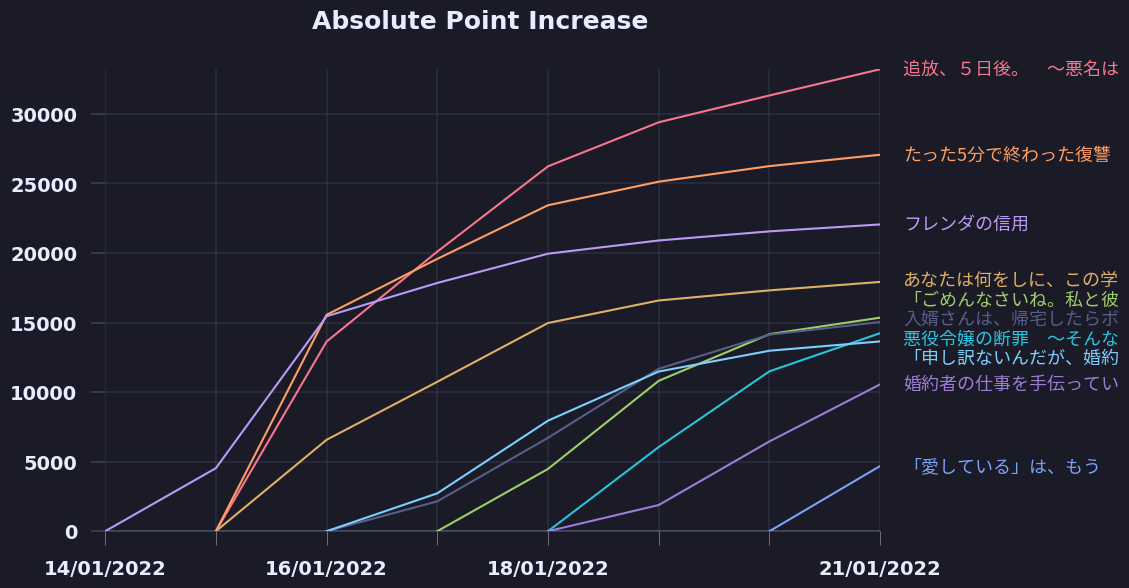 Absolute Point Increase
30000
25000
20000
15000
10000
5000
0
14/01/2022
16/01/2022
18/01/2022
21/01/2022
追放、５日後。　～悪名は
たった5分で終わった復讐
フレンダの信用
あなたは何をしに、この学
「ごめんなさいね。私と彼
入婿さんは、帰宅したらボ
悪役令嬢の断罪　～そんな
「申し訳ないんだが、婚約
婚約者の仕事を手伝ってい
「愛している」は、もう